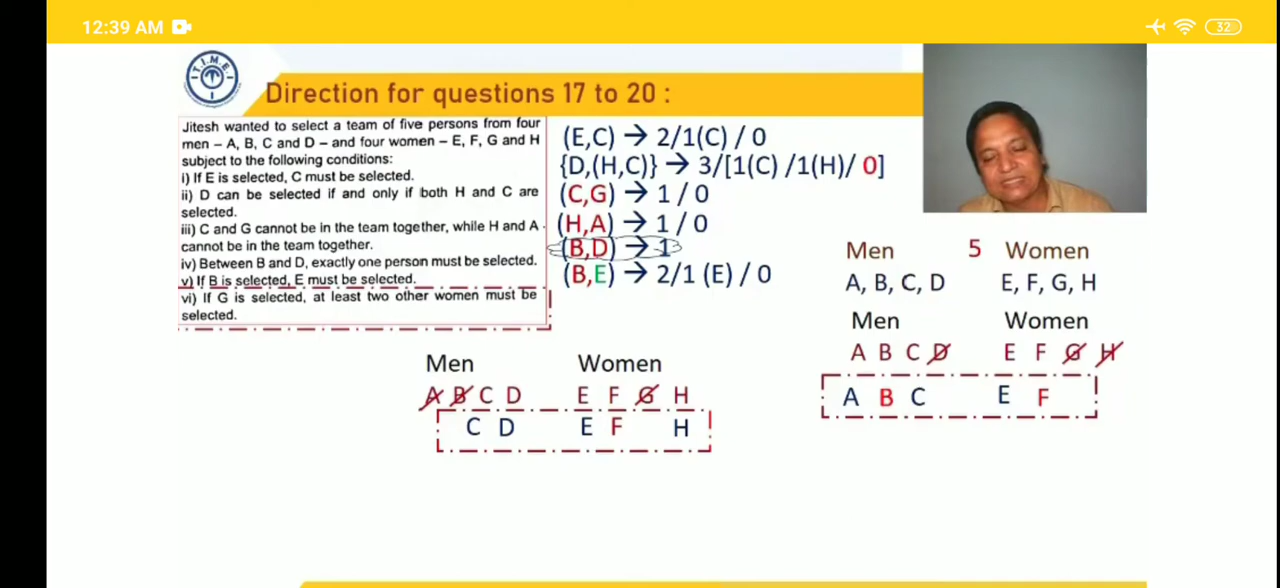 12:39 AM
32
T.I.M.E.
Direction for questions 17 to 20 :
Jitesh wanted to select a team of five persons from four
men – A, B, C and D – and four women – E, F, G and H
subject to the following conditions:
i) If E is selected, C must be selected.
ii) D can be selected if and only if both H and C are
selected.
iii) C and G cannot be in the team together, while H and A
cannot be in the team together.
iv) Between B and D, exactly one person must be selected.
v) If B is selected, E must be selected.
vi) If G is selected, at least two other women must be
selected.
(E,C) → 2/1(C) / 0
{D,(H,C)} → 3/[1(C) /1(H)/ 0]
(C,G) → 1 / 0
(H,A) → 1 / 0
(B,D) → 1
(B,E) → 2/1 (E) / 0
Men 5 Women
A, B, C, D E, F, G, H
Men Women
A B C D E F G H
A B C E F
Men Women
A B C D E F G H
C D E F H